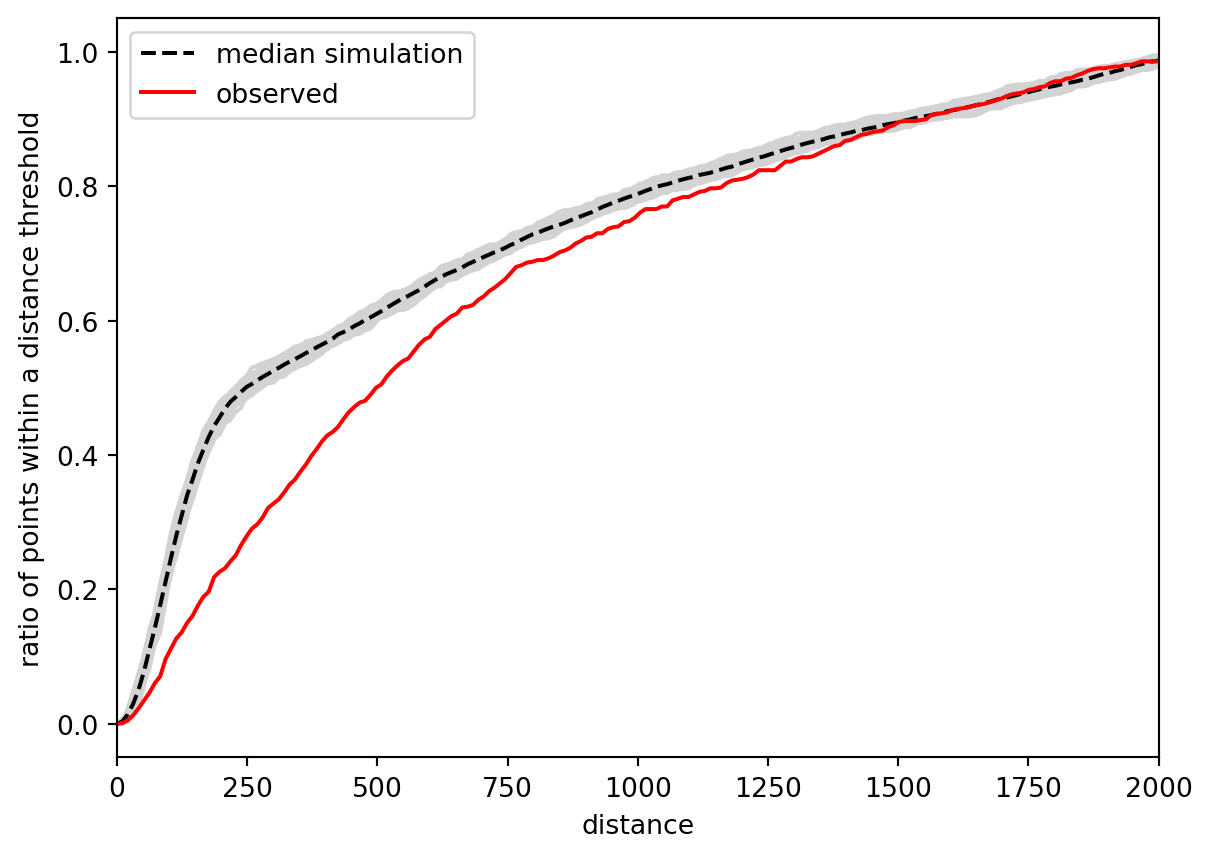 median simulation
observed
ratio of points within a distance threshold
1.0
0.8
0.6
0.4
0.2
0.0
0 250 500 750 1000 1250 1500 1750 2000
distance